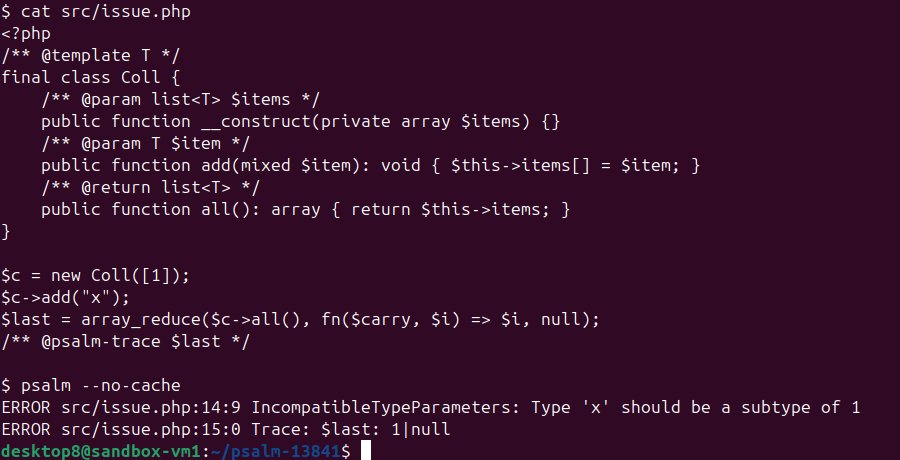 $ cat src/issue.php
<?php
/** @template T */
final class Coll {
    /** @param list<T> $items */
    public function __construct(private array $items) {}
    /** @param T $item */
    public function add(mixed $item): void { $this->items[] = $item; }
    /** @return list<T> */
    public function all(): array { return $this->items; }
}

$c = new Coll([1]);
$c->add("x");
$last = array_reduce($c->all(), fn($carry, $i) => $i, null);
/** @psalm-trace $last */

$ psalm --no-cache
ERROR src/issue.php:14:9 IncompatibleTypeParameters: Type 'x' should be a subtype of 1
ERROR src/issue.php:15:0 Trace: $last: 1|null
desktop8@sandbox-vm1:~/psalm-13841$